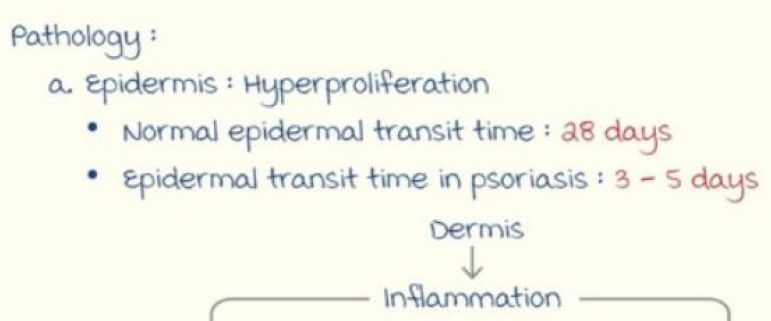 Pathology :
a. Epidermis : Hyperproliferation
• Normal epidermal transit time : 28 days
• Epidermal transit time in psoriasis : 3 - 5 days
Dermis
Inflammation